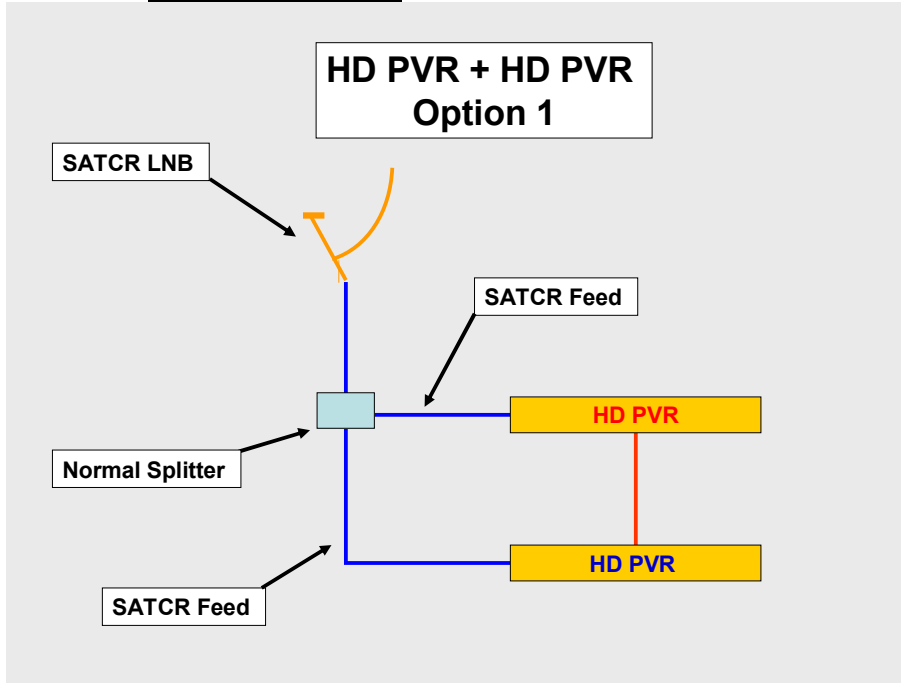 HD PVR + HD PVR
Option 1
SATCR LNB
SATCR Feed
HD PVR
Normal Splitter
HD PVR
SATCR Feed